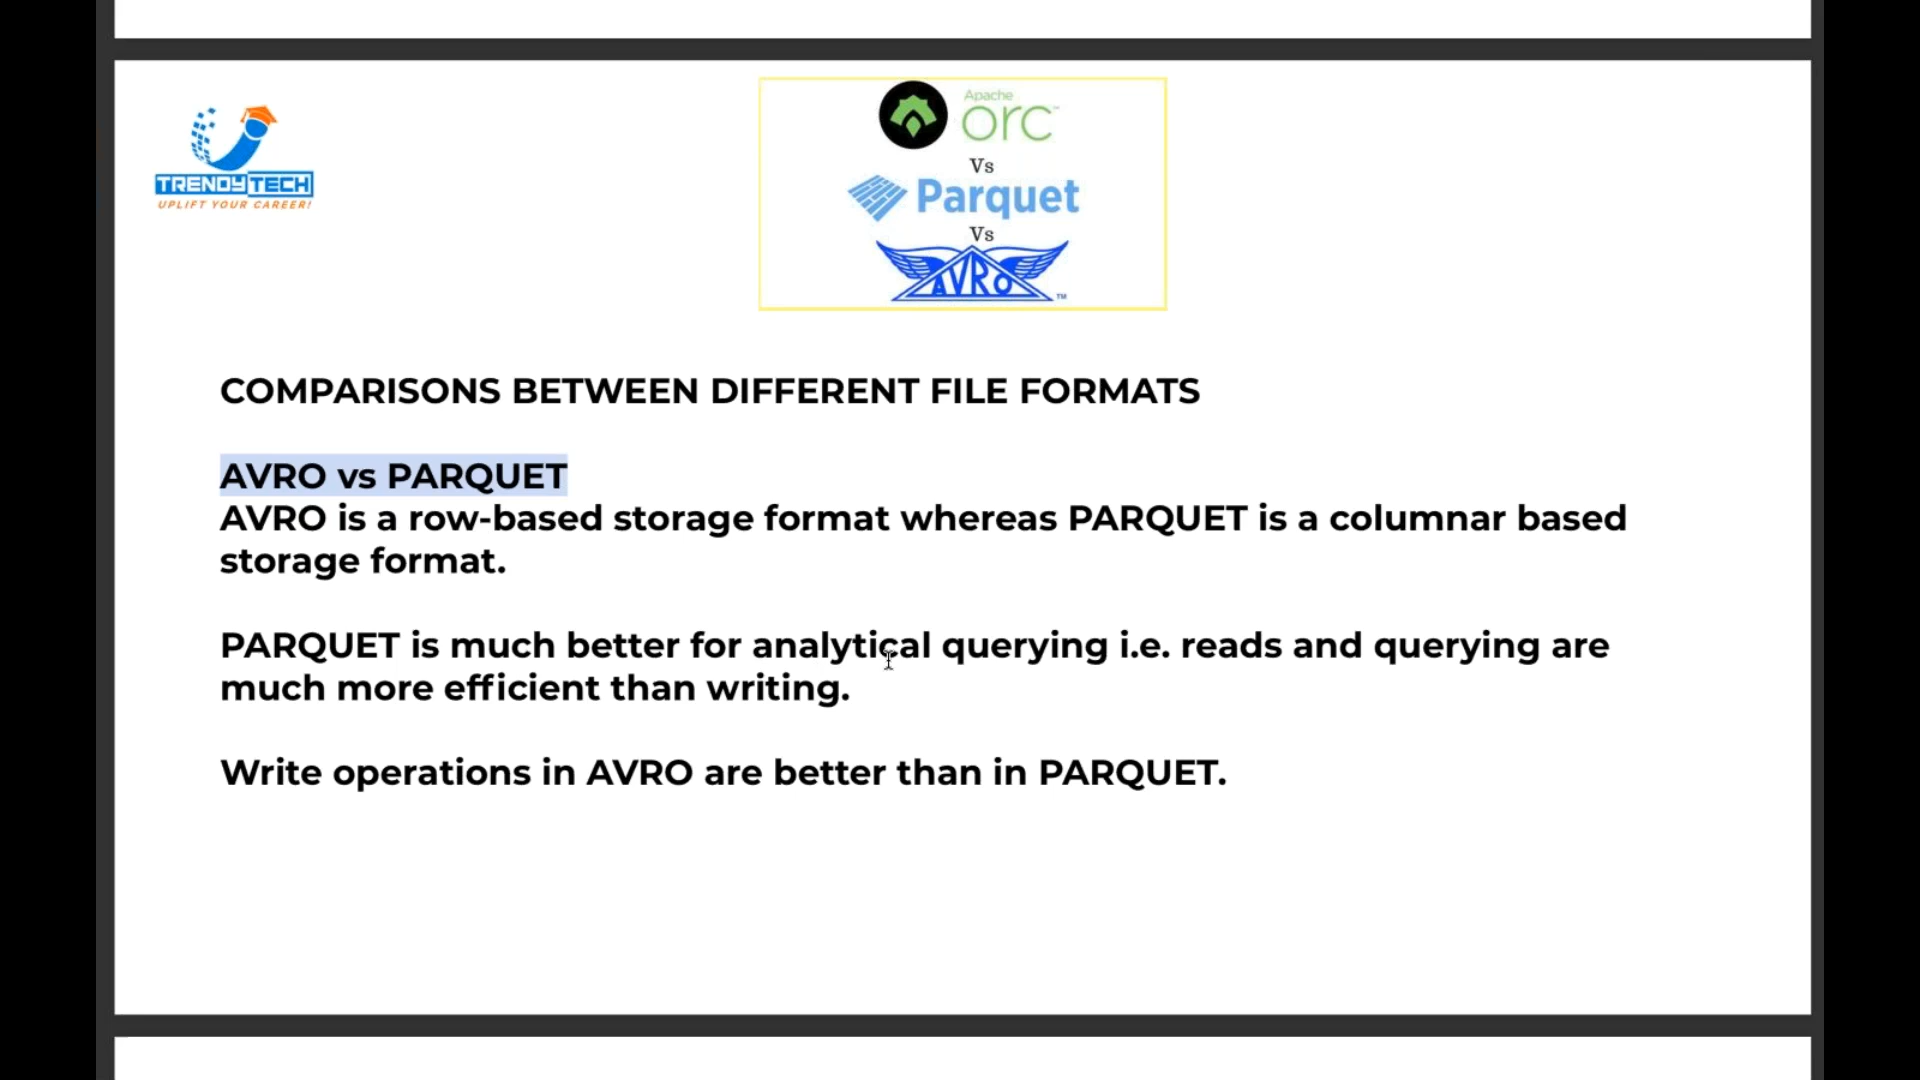 TRENDYTECH
UPLIFT YOUR CAREER!
Apache
orc™
Vs
Parquet
Vs
AVRO™
COMPARISONS BETWEEN DIFFERENT FILE FORMATS
AVRO vs PARQUET
AVRO is a row-based storage format whereas PARQUET is a columnar based
storage format.
PARQUET is much better for analytical querying i.e. reads and querying are
much more efficient than writing.
Write operations in AVRO are better than in PARQUET.